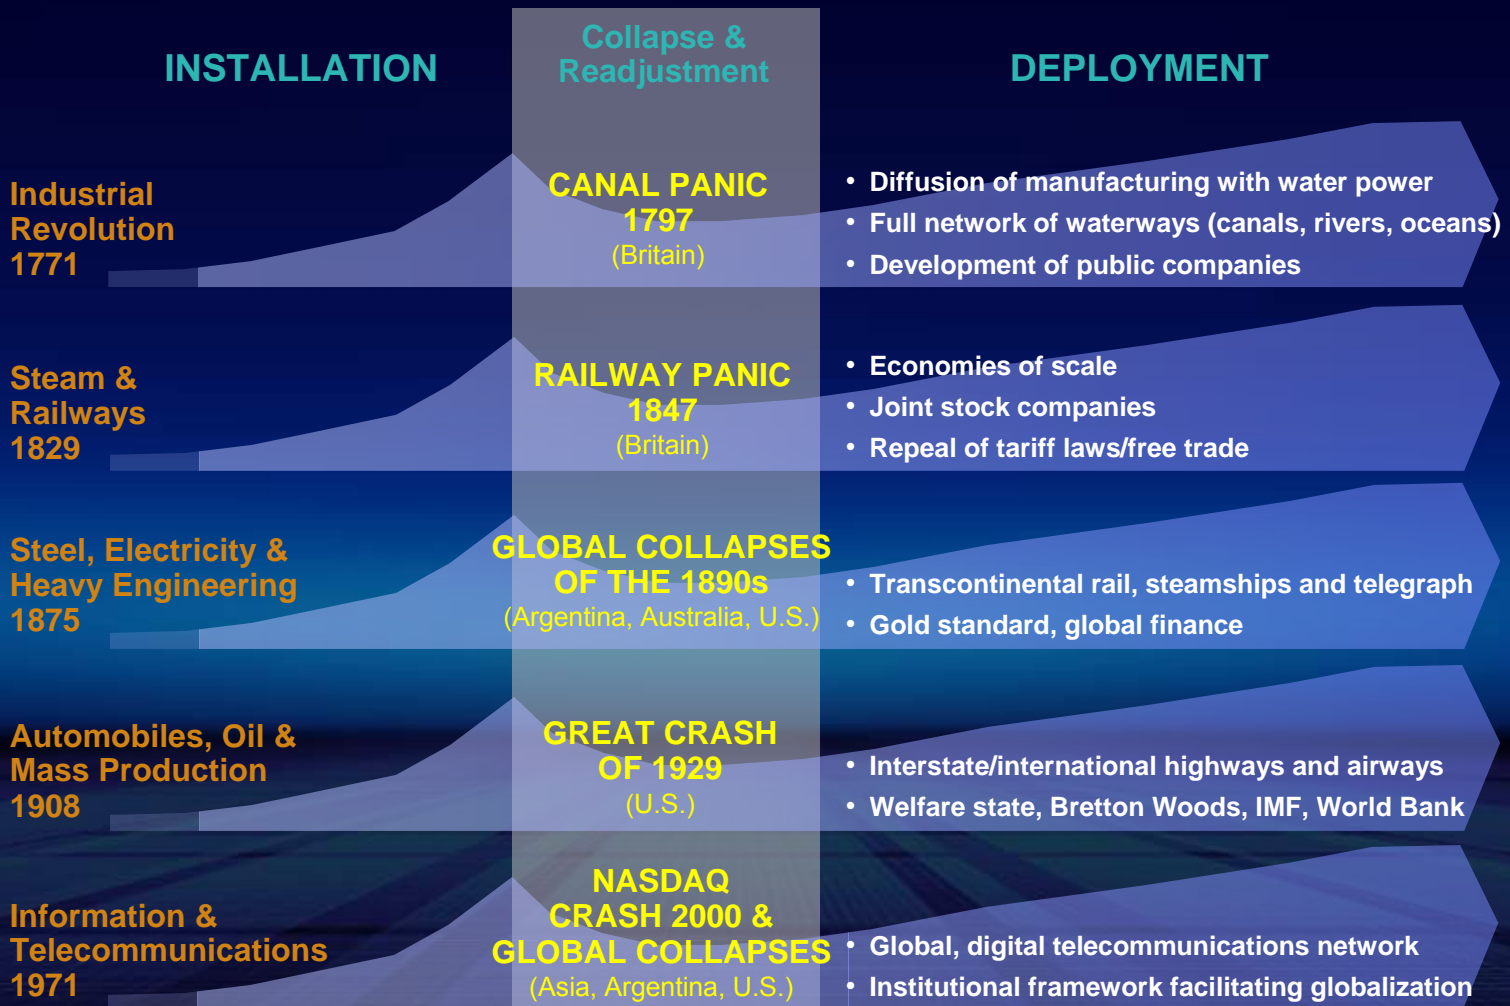 INSTALLATION
Collapse &
Readjustment
DEPLOYMENT
Industrial
Revolution
1771
CANAL PANIC
1797
(Britain)
• Diffusion of manufacturing with water power
• Full network of waterways (canals, rivers, oceans)
• Development of public companies
Steam &
Railways
1829
RAILWAY PANIC
1847
(Britain)
• Economies of scale
• Joint stock companies
• Repeal of tariff laws/free trade
Steel, Electricity &
Heavy Engineering
1875
GLOBAL COLLAPSES
OF THE 1890s
(Argentina, Australia, U.S.)
• Transcontinental rail, steamships and telegraph
• Gold standard, global finance
Automobiles, Oil &
Mass Production
1908
GREAT CRASH
OF 1929
(U.S.)
• Interstate/international highways and airways
• Welfare state, Bretton Woods, IMF, World Bank
Information &
Telecommunications
1971
NASDAQ
CRASH 2000 &
GLOBAL COLLAPSES
(Asia, Argentina, U.S.)
• Global, digital telecommunications network
• Institutional framework facilitating globalization